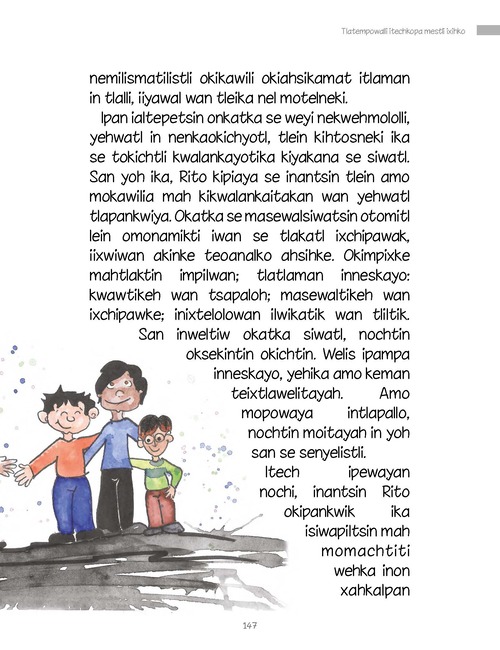 Tlatempowalli itechkopa mestli ixihko
nemilismatilistli okikawili okiahsikamat itlaman
in tlalli, iiyawal wan tleika nel motelneki.
Ipan ialtepetsin onkatka se weyi nekwehmololli,
yehwatl in nenkaokichyotl, tlein kihtosneki ika
se tokichtli kwalankayotika kiyakana se siwatl.
San yoh ika, Rito kipiaya se inantsin tlein amo
mokawilia mah kikwalankaitakan wan yehwatl
tlapankwiya. Okatka se masewalsiwatsin otomitl
lein omonamikti iwan se tlakatl ixchipawak,
iixwiwan akinke teoanalko ahsihke. Okimpixke
mahtlaktin impilwan; tlatlaman inneskayo:
kwawtikeh wan tsapaloh; masewaltikeh wan
ixchipawke; inixtelolowan ilwikatik wan tliltik.
San inweltiw okatka siwatl, nochtin
oksekintin okichtin. Welis ipampa
inneskayo, yehika amo keman
teixtlawelitayah. Amo
mopowaya intlapallo,
nochtin moitayah in yoh
san se senyelistli.
Itech ipewayan
nochi, inantsin Rito
okipankwik ika
isiwapiltsin mah
momachtiti
wehka inon
xahkalpan
147